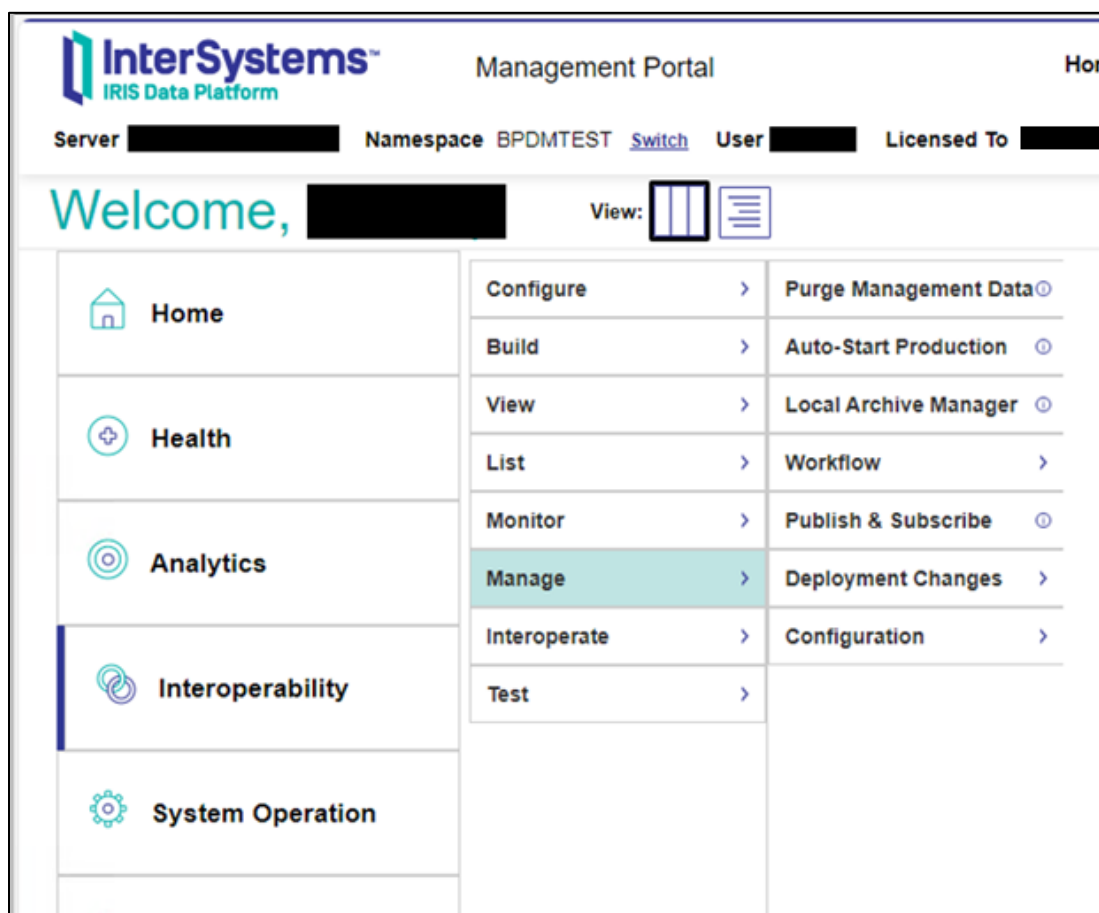 InterSystems™
IRIS Data Platform
Management Portal
Server Namespace BPDMTEST Switch User Licensed To
Welcome,
View:
Home
Health
Analytics
Interoperability
System Operation
Configure
Build
View
List
Monitor
Manage
Interoperate
Test
Purge Management Data
Auto-Start Production
Local Archive Manager
Workflow
Publish & Subscribe
Deployment Changes
Configuration